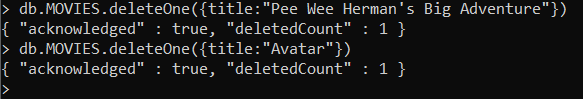 > db.MOVIES.deleteOne({title:"Pee Wee Herman's Big Adventure"})
{ "acknowledged" : true, "deletedCount" : 1 }
> db.MOVIES.deleteOne({title:"Avatar"})
{ "acknowledged" : true, "deletedCount" : 1 }
>